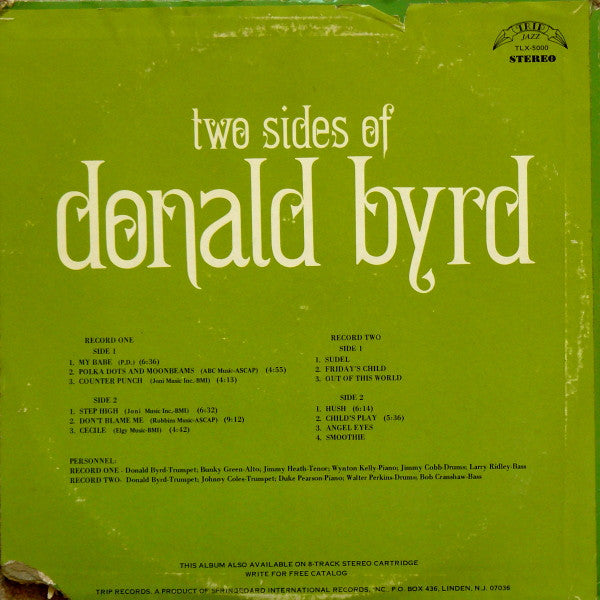 TRIP
JAZZ
TLX-5000
STEREO
two sides of
donald byrd
RECORD ONE
SIDE 1
1. MY BABE (P.D.) (6:36)
2. POLKA DOTS AND MOONBEAMS (ABC Music-ASCAP) (4:55)
3. COUNTER PUNCH (Joni Music Inc.-BMI) (4:13)
SIDE 2
1. STEP HIGH (Joni Music Inc.-BMI) (6:32)
2. DON'T BLAME ME (Robbins Music-ASCAP) (9:12)
3. CECILE (Elgy Music-BMI) (4:42)
RECORD TWO
SIDE 1
1. SUDEL
2. FRIDAY'S CHILD
3. OUT OF THIS WORLD
SIDE 2
1. HUSH (6:14)
2. CHILD'S PLAY (5:36)
3. ANGEL EYES
4. SMOOTHIE
PERSONNEL:
RECORD ONE - Donald Byrd-Trumpet; Bunky Green-Alto; Jimmy Heath-Tenor; Wynton Kelly-Piano; Jimmy Cobb-Drums; Larry Ridley-Bass
RECORD TWO- Donald Byrd-Trumpet; Johnny Coles-Trumpet; Duke Pearson-Piano; Walter Perkins-Drums; Bob Cranshaw-Bass
THIS ALBUM ALSO AVAILABLE ON 8-TRACK STEREO CARTRIDGE
WRITE FOR FREE CATALOG
TRIP RECORDS, A PRODUCT OF SPRINGBOARD INTERNATIONAL RECORDS, INC. P.O. BOX 436, LINDEN, N.J. 07036